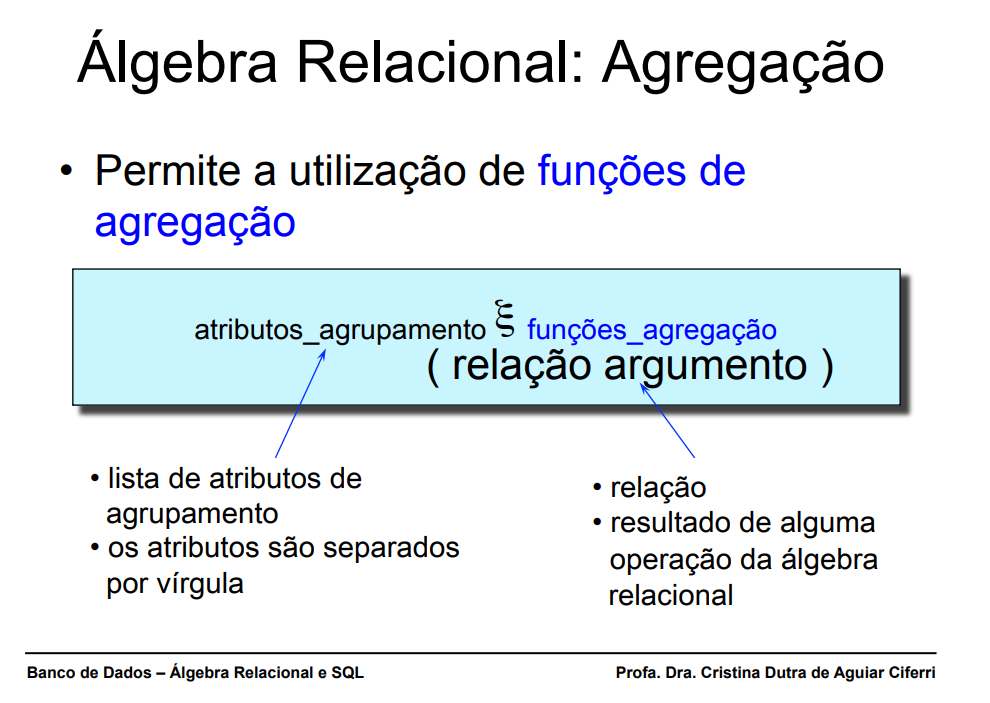 Álgebra Relacional: Agregação
• Permite a utilização de funções de
agregação
atributos_agrupamento ξ funções_agregação
( relação argumento )
• lista de atributos de
agrupamento
• os atributos são separados
por vírgula
• relação
• resultado de alguma
operação da álgebra
relacional
Banco de Dados – Álgebra Relacional e SQL
Profa. Dra. Cristina Dutra de Aguiar Ciferri